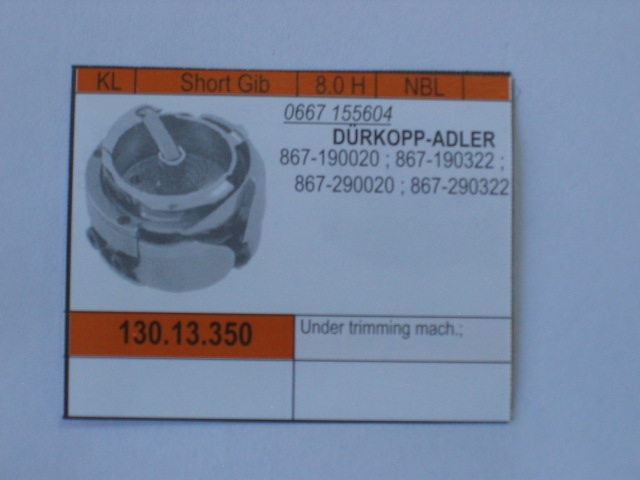 KL Short Gib 8.0 H NBL
0667 155604
DÜRKOPP-ADLER
867-190020 ; 867-190322 ;
867-290020 ; 867-290322
130.13.350
Under trimming mach.;